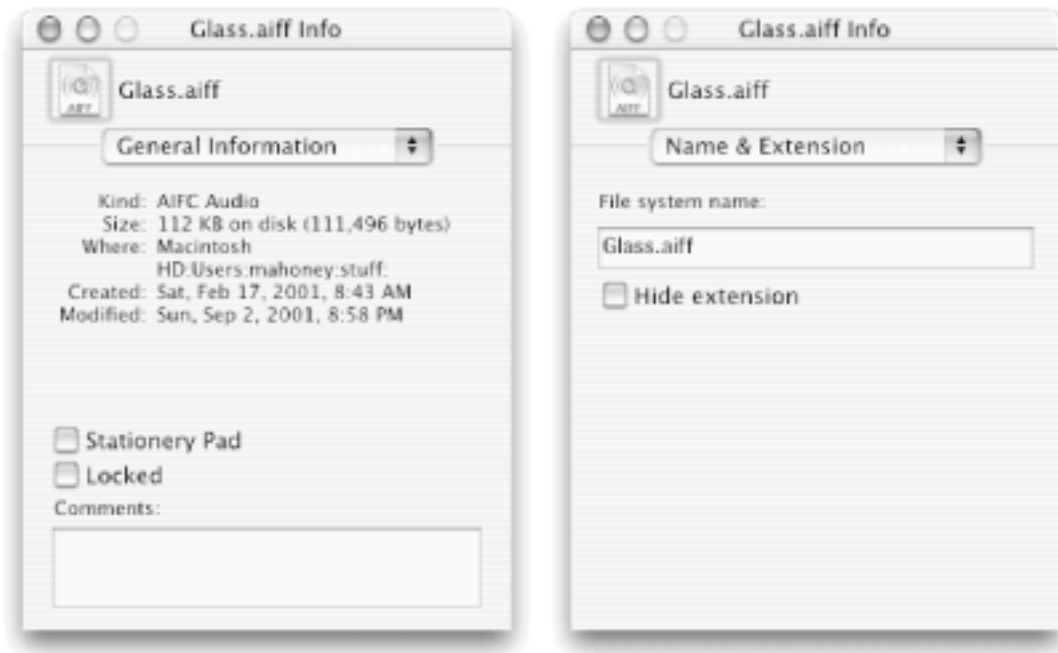 Glass.aiff Info
AIFF
Glass.aiff
General Information
Kind: AIFC Audio
Size: 112 KB on disk (111,496 bytes)
Where: Macintosh
HD:Users:mahoney:stuff:
Created: Sat, Feb 17, 2001, 8:43 AM
Modified: Sun, Sep 2, 2001, 8:58 PM
Stationery Pad
Locked
Comments:
Glass.aiff Info
AIFF
Glass.aiff
Name & Extension
File system name:
Glass.aiff
Hide extension